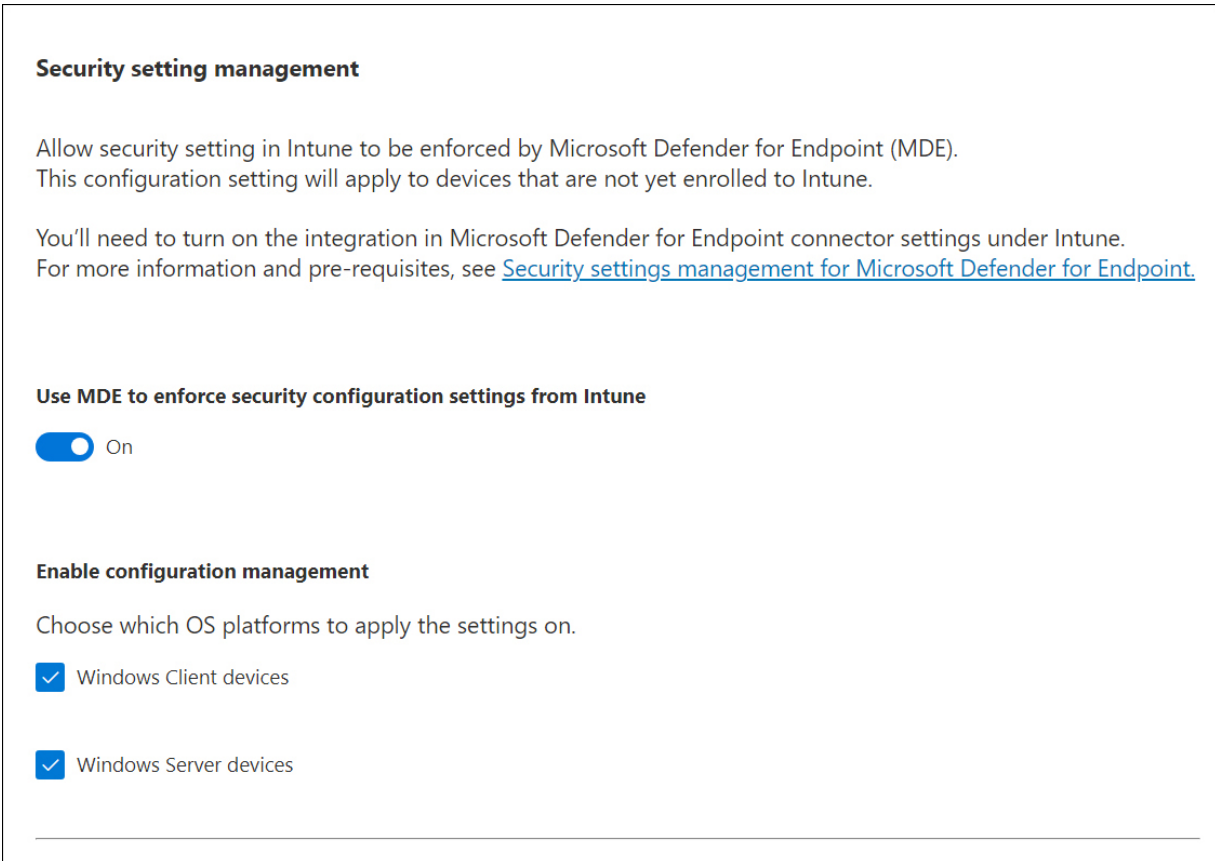 Security setting management
Allow security setting in Intune to be enforced by Microsoft Defender for Endpoint (MDE).
This configuration setting will apply to devices that are not yet enrolled to Intune.
You’ll need to turn on the integration in Microsoft Defender for Endpoint connector settings under Intune.
For more information and pre-requisites, see Security settings management for Microsoft Defender for Endpoint.
Use MDE to enforce security configuration settings from Intune
On
Enable configuration management
Choose which OS platforms to apply the settings on.
Windows Client devices
Windows Server devices